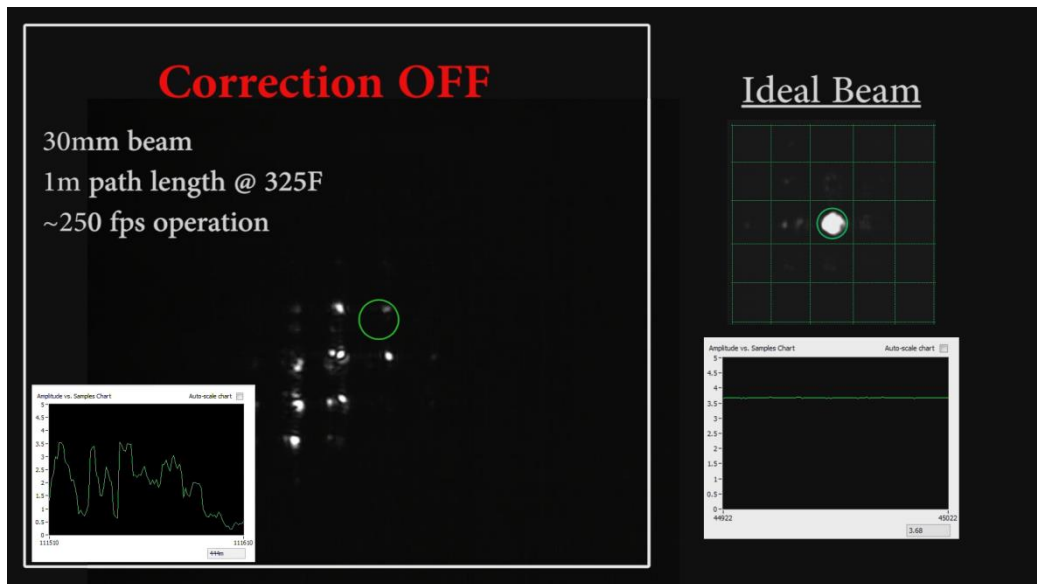 Correction OFF
30mm beam
1m path length @ 325F
~250 fps operation
Amplitude vs. Samples Chart
Auto-scale chart
5-
4.5-
4-
3.5-
3-
2.5-
2-
1.5-
1-
0.5-
0-
111510
111610
444m
Ideal Beam
Amplitude vs. Samples Chart
Auto-scale chart
5-
4.5-
4-
3.5-
3-
2.5-
2-
1.5-
1-
0.5-
0-
44922
45022
3.68